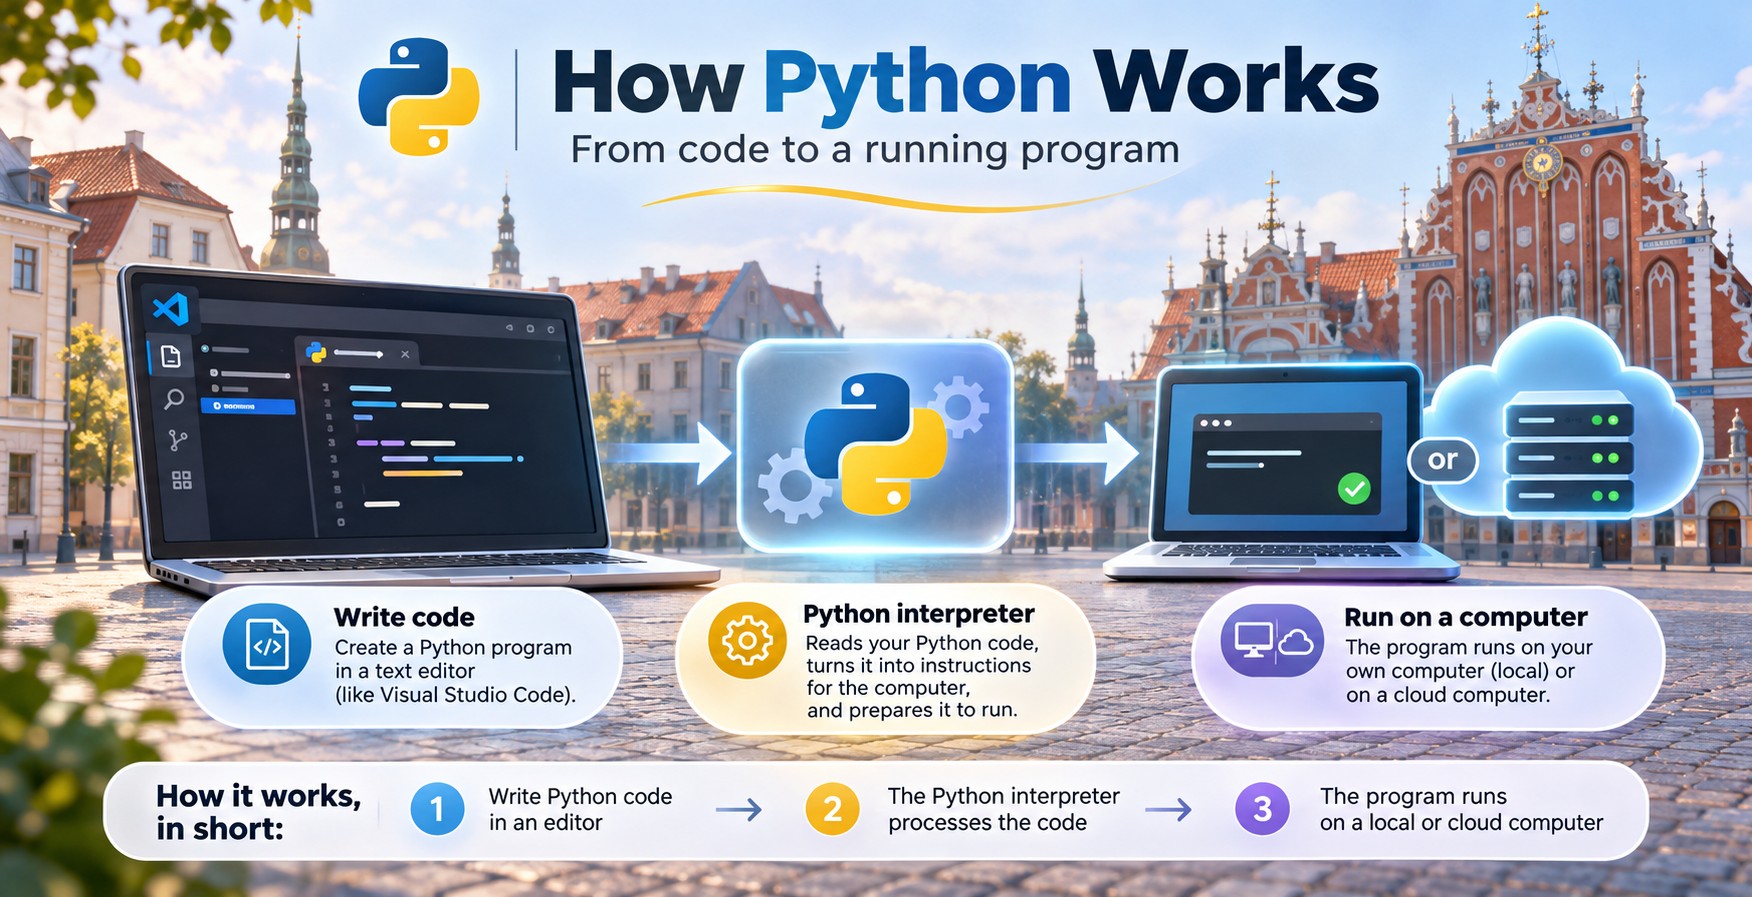 How Python Works
From code to a running program
or
Write code
Create a Python program
in a text editor
(like Visual Studio Code).
Python interpreter
Reads your Python code,
turns it into instructions
for the computer,
and prepares it to run.
Run on a computer
The program runs on your
own computer (local) or
on a cloud computer.
How it works,
in short:
1
Write Python code
in an editor
2
The Python interpreter
processes the code
3
The program runs
on a local or cloud computer